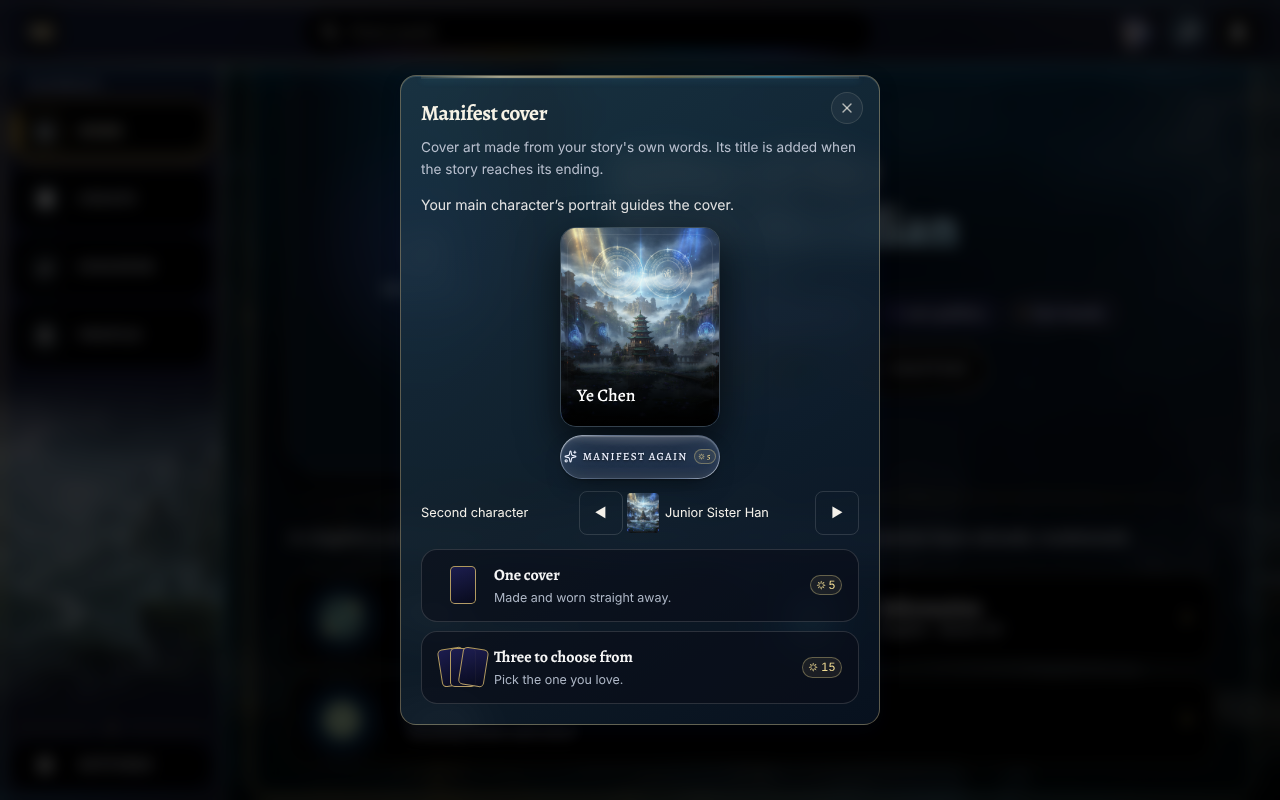 Manifest cover
Cover art made from your story's own words. Its title is added when
the story reaches its ending.
Your main character’s portrait guides the cover.
Ye Chen
MANIFEST AGAIN 5
Second character
Junior Sister Han
One cover
Made and worn straight away.
5
Three to choose from
Pick the one you love.
15